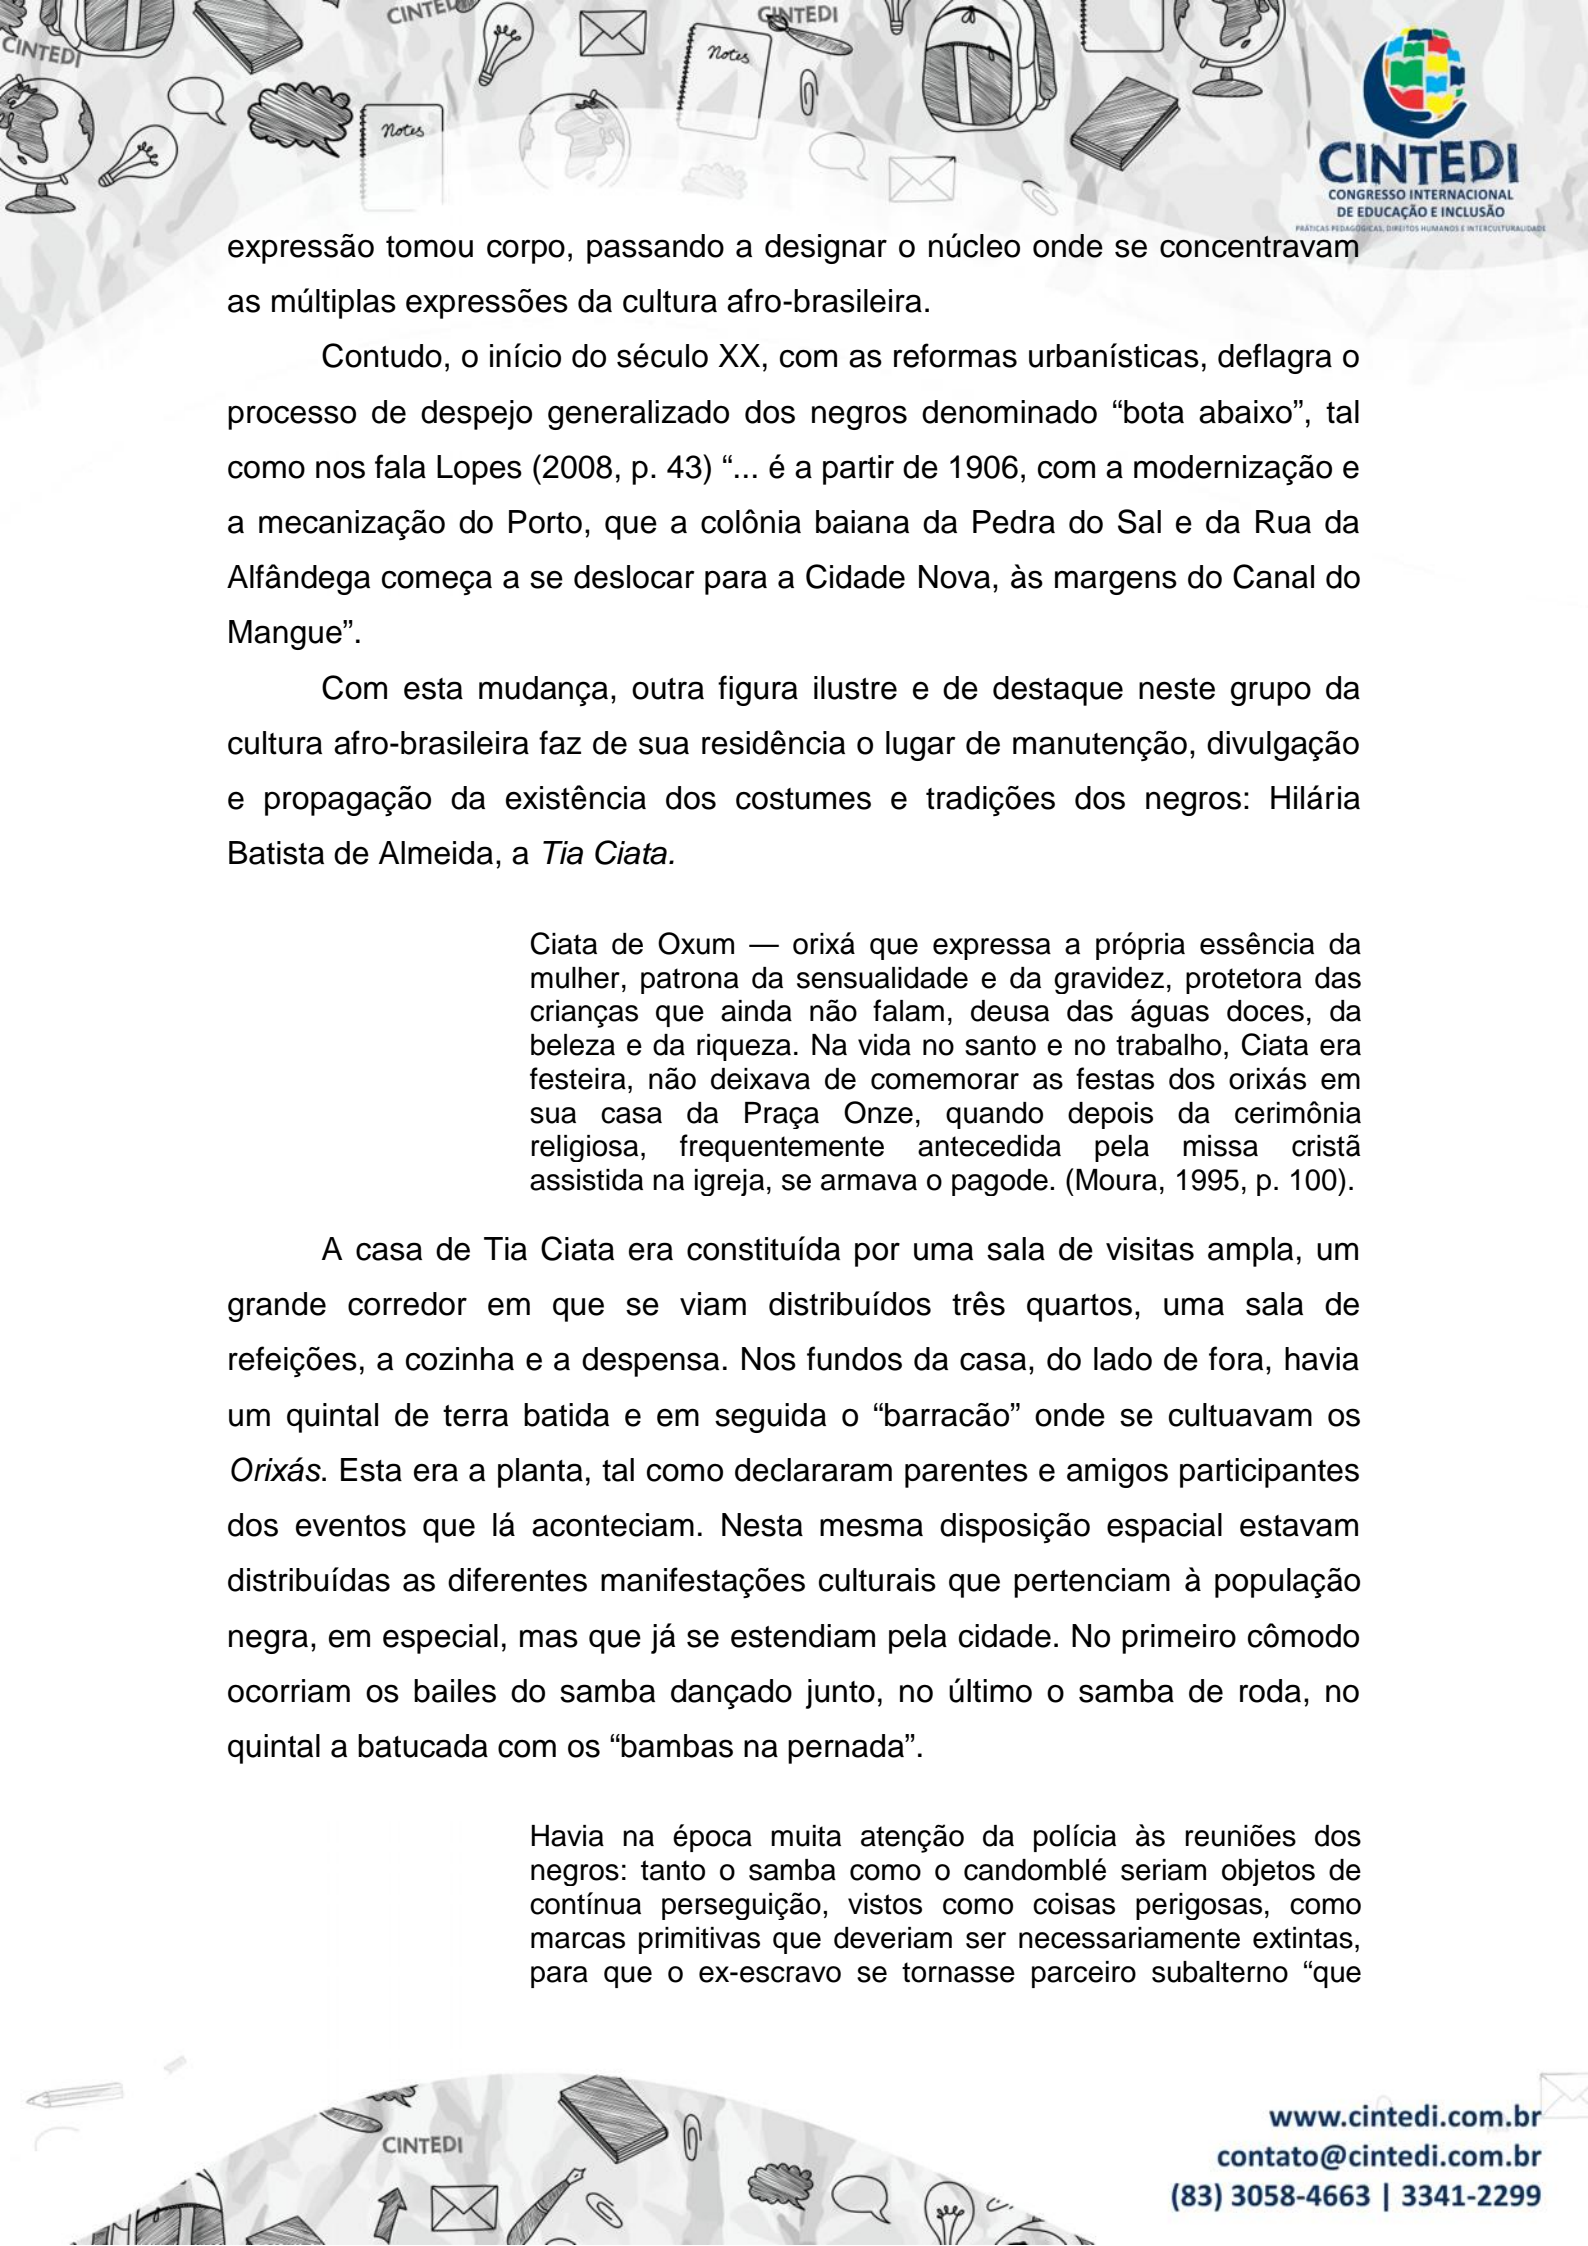 CINTEDI
CINTEDI
CINTEDI
Notes
Notes
CINTEDI
CONGRESSO INTERNACIONAL
DE EDUCAÇÃO E INCLUSÃO
PRÁTICAS PEDAGÓGICAS, DIREITOS HUMANOS E INTERCULTURALIDADE
expressão tomou corpo, passando a designar o núcleo onde se concentravam
as múltiplas expressões da cultura afro-brasileira.
Contudo, o início do século XX, com as reformas urbanísticas, deflagra o
processo de despejo generalizado dos negros denominado “bota abaixo”, tal
como nos fala Lopes (2008, p. 43) “... é a partir de 1906, com a modernização e
a mecanização do Porto, que a colônia baiana da Pedra do Sal e da Rua da
Alfândega começa a se deslocar para a Cidade Nova, às margens do Canal do
Mangue”.
Com esta mudança, outra figura ilustre e de destaque neste grupo da
cultura afro-brasileira faz de sua residência o lugar de manutenção, divulgação
e propagação da existência dos costumes e tradições dos negros: Hilária
Batista de Almeida, a Tia Ciata.
Ciata de Oxum — orixá que expressa a própria essência da
mulher, patrona da sensualidade e da gravidez, protetora das
crianças que ainda não falam, deusa das águas doces, da
beleza e da riqueza. Na vida no santo e no trabalho, Ciata era
festeira, não deixava de comemorar as festas dos orixás em
sua casa da Praça Onze, quando depois da cerimônia
religiosa, frequentemente antecedida pela missa cristã
assistida na igreja, se armava o pagode. (Moura, 1995, p. 100).
A casa de Tia Ciata era constituída por uma sala de visitas ampla, um
grande corredor em que se viam distribuídos três quartos, uma sala de
refeições, a cozinha e a despensa. Nos fundos da casa, do lado de fora, havia
um quintal de terra batida e em seguida o “barracão” onde se cultuavam os
Orixás. Esta era a planta, tal como declararam parentes e amigos participantes
dos eventos que lá aconteciam. Nesta mesma disposição espacial estavam
distribuídas as diferentes manifestações culturais que pertenciam à população
negra, em especial, mas que já se estendiam pela cidade. No primeiro cômodo
ocorriam os bailes do samba dançado junto, no último o samba de roda, no
quintal a batucada com os “bambas na pernada”.
Havia na época muita atenção da polícia às reuniões dos
negros: tanto o samba como o candomblé seriam objetos de
contínua perseguição, vistos como coisas perigosas, como
marcas primitivas que deveriam ser necessariamente extintas,
para que o ex-escravo se tornasse parceiro subalterno “que
CINTEDI
www.cintedi.com.br
contato@cintedi.com.br
(83) 3058-4663 | 3341-2299